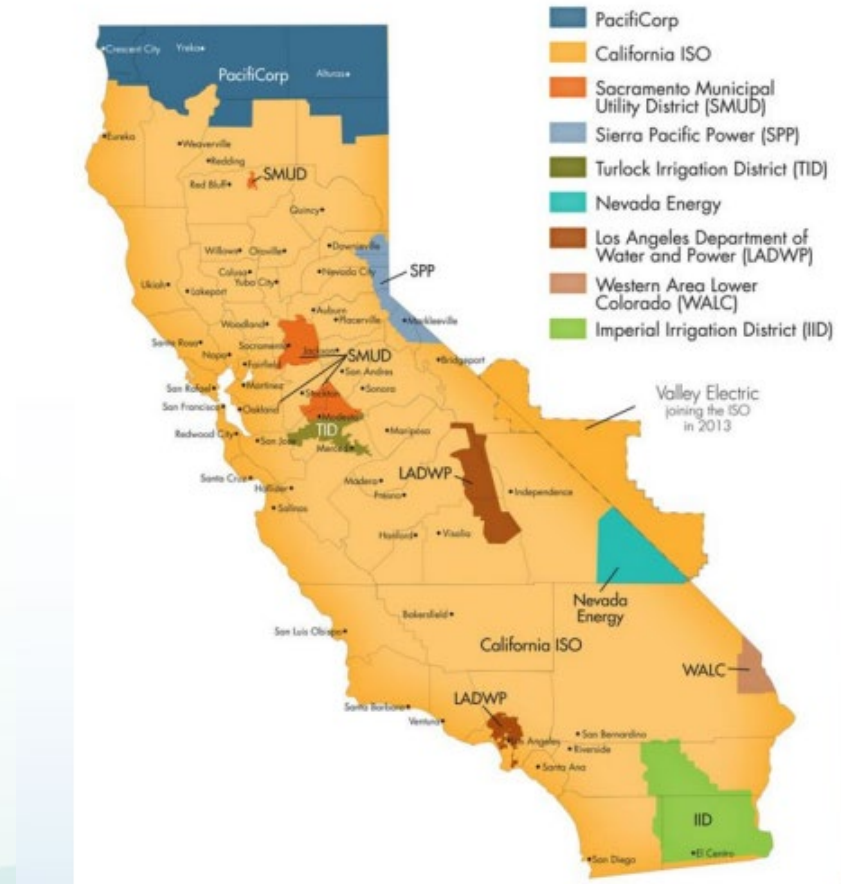 PacifiCorp
California ISO
Sacramento Municipal
Utility District (SMUD)
Sierra Pacific Power (SPP)
Turlock Irrigation District (TID)
Nevada Energy
Los Angeles Department of
Water and Power (LADWP)
Western Area Lower
Colorado (WALC)
Imperial Irrigation District (IID)
Crescent City
Yreka
PacifiCorp
Alturas
Eureka
Weaverville
Redding
Red Bluff
SMUD
Quincy
Willows
Oroville
Downieville
Colusa
Yuba City
Nevada City
SPP
Ukiah
Lakeport
Auburn
Placerville
Markleeville
Woodland
Santa Rosa
Sacramento
Jackson
SMUD
Napa
Fairfield
San Andres
Bridgeport
San Rafael
Martinez
Stockton
Sonora
Valley Electric
joining the ISO
in 2013
San Francisco
Oakland
Modesto
Redwood City
San Jose
TID
Mariposa
Merced
Santa Cruz
Hollister
Madera
Fresno
LADWP
Independence
Salinas
Hanford
Visalia
Nevada
Energy
Bakersfield
San Luis Obispo
California ISO
WALC
LADWP
Santa Barbara
Ventura
Los Angeles
San Bernardino
Riverside
Santa Ana
IID
El Centro
San Diego